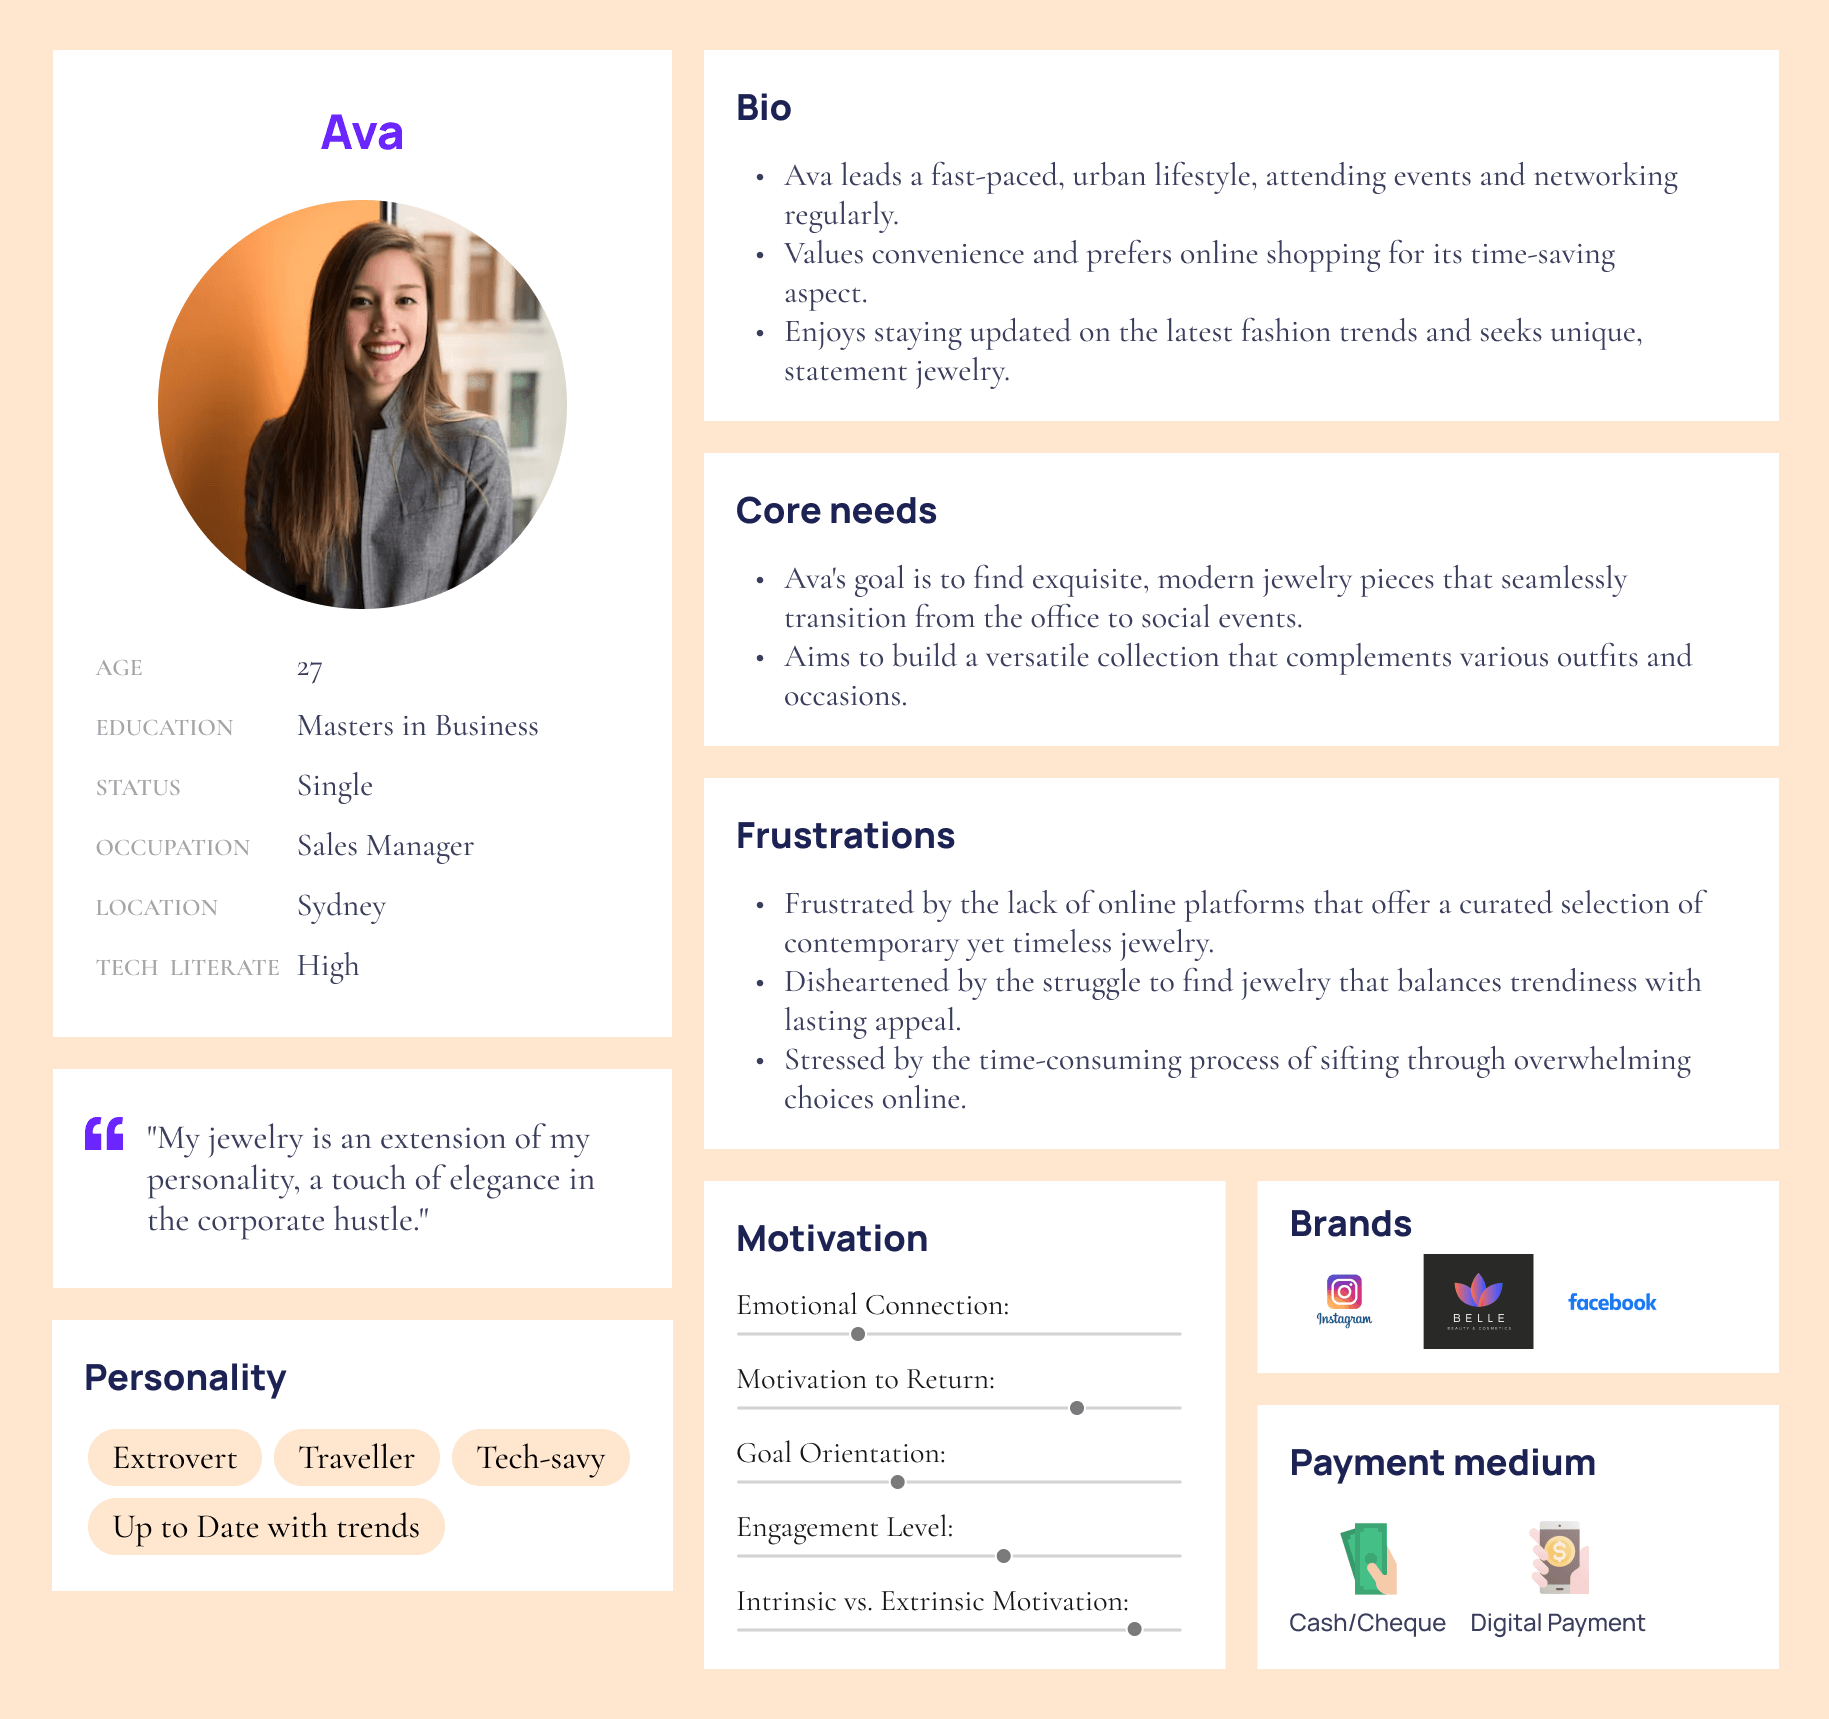 Ava
AGE 27
EDUCATION Masters in Business
STATUS Single
OCCUPATION Sales Manager
LOCATION Sydney
TECH LITERATE High
"My jewelry is an extension of my
personality, a touch of elegance in
the corporate hustle."
Personality
Extrovert Traveller Tech-savy
Up to Date with trends
Bio
• Ava leads a fast-paced, urban lifestyle, attending events and networking
regularly.
• Values convenience and prefers online shopping for its time-saving
aspect.
• Enjoys staying updated on the latest fashion trends and seeks unique,
statement jewelry.
Core needs
• Ava's goal is to find exquisite, modern jewelry pieces that seamlessly
transition from the office to social events.
• Aims to build a versatile collection that complements various outfits and
occasions.
Frustrations
• Frustrated by the lack of online platforms that offer a curated selection of
contemporary yet timeless jewelry.
• Disheartened by the struggle to find jewelry that balances trendiness with
lasting appeal.
• Stressed by the time-consuming process of sifting through overwhelming
choices online.
Motivation
Emotional Connection:
Motivation to Return:
Goal Orientation:
Engagement Level:
Intrinsic vs. Extrinsic Motivation:
Brands
Instagram
BELLE
BEAUTY & COSMETICS
facebook
Payment medium
$
Cash/Cheque Digital Payment